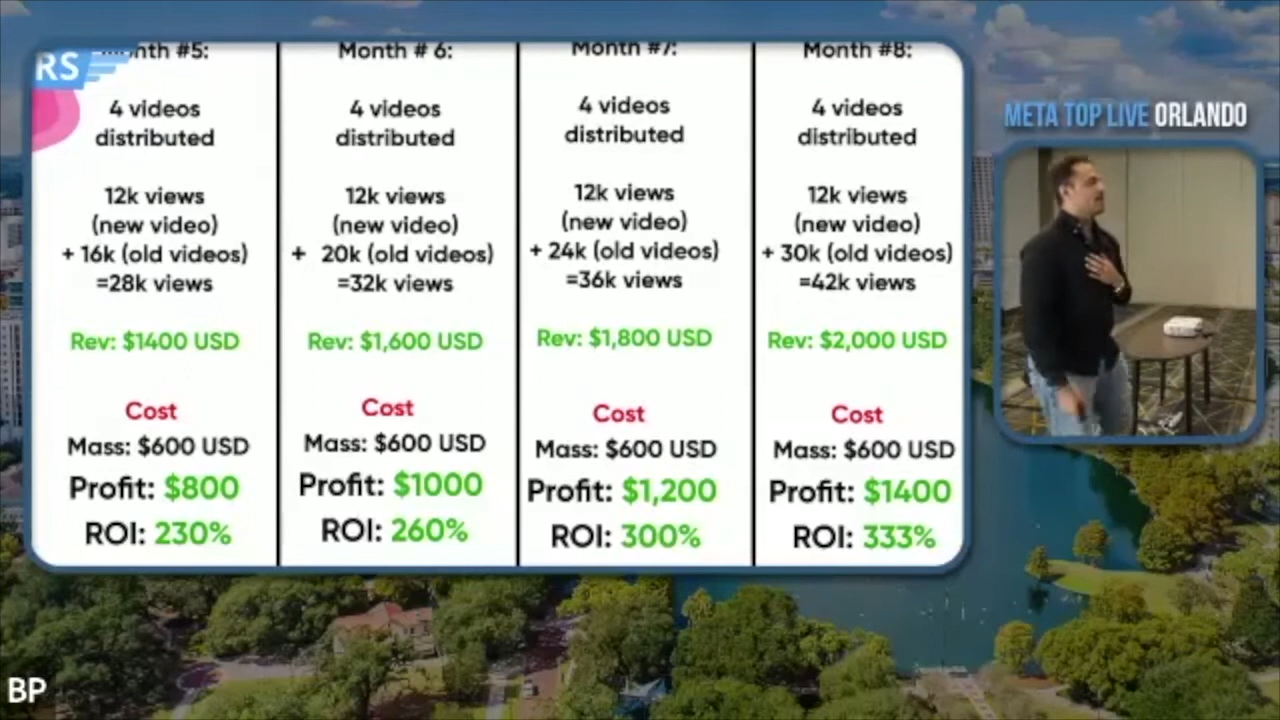 RS
nth #5:
4 videos
distributed
12k views
(new video)
+ 16k (old videos)
=28k views
Rev: $1400 USD
Cost
Mass: $600 USD
Profit: $800
ROI: 230%
Month # 6:
4 videos
distributed
12k views
(new video)
+ 20k (old videos)
=32k views
Rev: $1,600 USD
Cost
Mass: $600 USD
Profit: $1000
ROI: 260%
Month #7:
4 videos
distributed
12k views
(new video)
+ 24k (old videos)
=36k views
Rev: $1,800 USD
Cost
Mass: $600 USD
Profit: $1,200
ROI: 300%
Month #8:
4 videos
distributed
12k views
(new video)
+ 30k (old videos)
=42k views
Rev: $2,000 USD
Cost
Mass: $600 USD
Profit: $1400
ROI: 333%
META TOP LIVE ORLANDO
BP